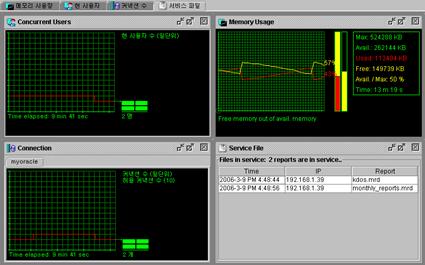 메모리 사용량 현 사용자 커넥션 수 서비스 파일
Concurrent Users
현 사용자 수 (일단위)
Time elapsed: 9 min 41 sec
2 명
Memory Usage
57%
43%
Max: 524288 KB
Avail.: 262144 KB
Used: 112404 KB
Free: 149739 KB
Avail. / Max: 50 %
Time: 13 m 19 s
Free memory out of avail. memory
Connection
myoracle
커넥션 수 (일단위)
허용 커넥션 수 (10)
Time elapsed: 9 min 42 sec
2 개
Service File
Files in service: 2 reports are in service..
Time IP Report
2006-3-9 PM 4:48:44 192.168.1.39 kdos.mrd
2006-3-9 PM 4:48:56 192.168.1.39 monthly_reports.mrd